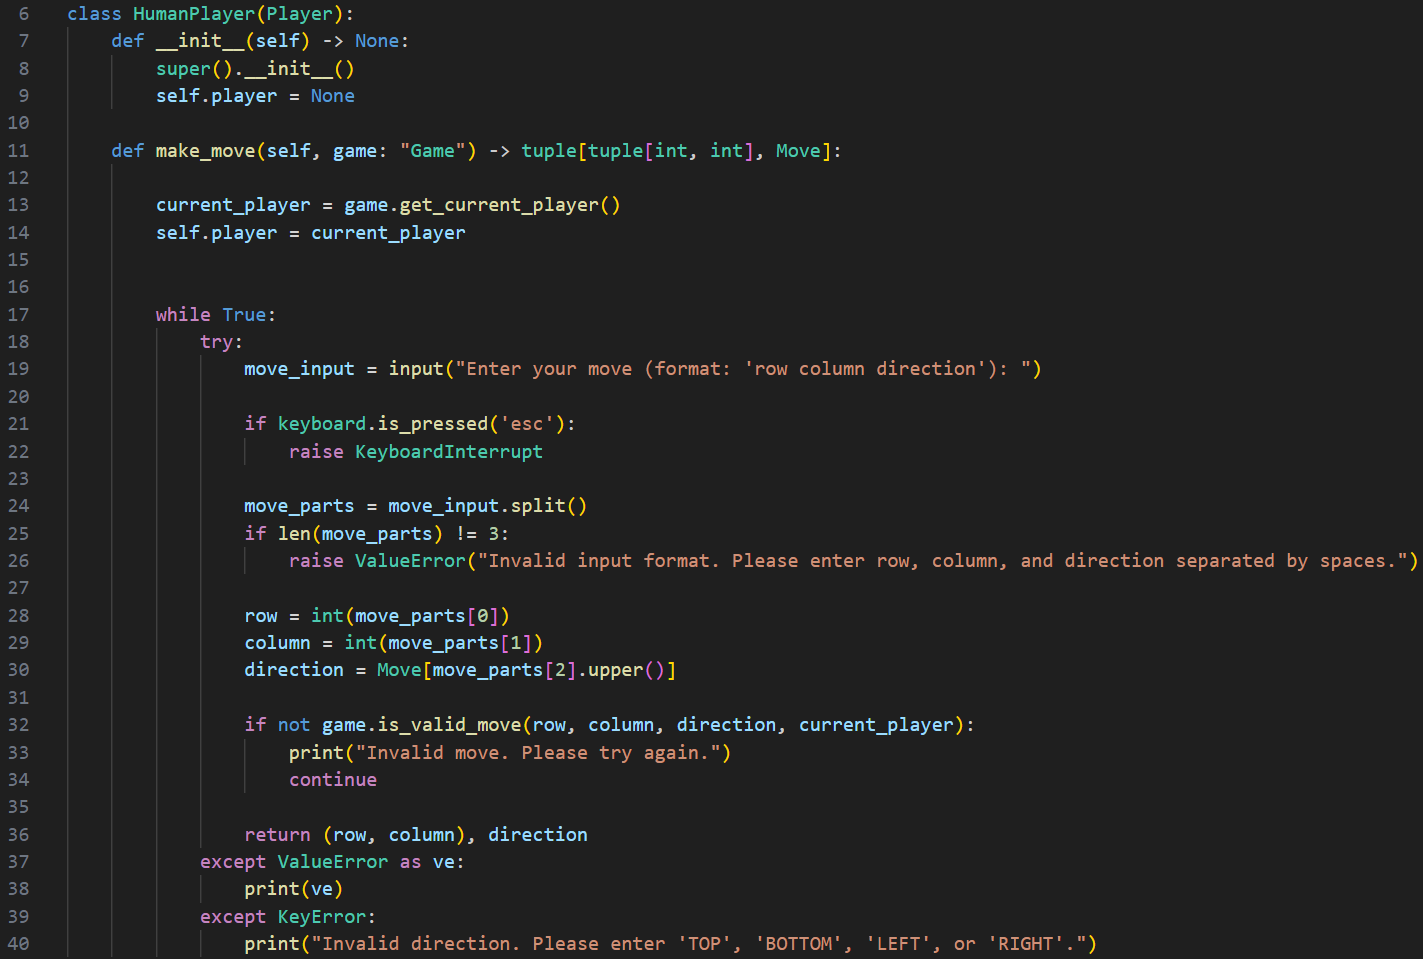 6 class HumanPlayer(Player):
7     def __init__(self) -> None:
8         super().__init__()
9         self.player = None
10
11     def make_move(self, game: "Game") -> tuple[tuple[int, int], Move]:
12
13         current_player = game.get_current_player()
14         self.player = current_player
15
16
17         while True:
18             try:
19                 move_input = input("Enter your move (format: 'row column direction'): ")
20
21                 if keyboard.is_pressed('esc'):
22                     raise KeyboardInterrupt
23
24                 move_parts = move_input.split()
25                 if len(move_parts) != 3:
26                     raise ValueError("Invalid input format. Please enter row, column, and direction separated by spaces.")
27
28                 row = int(move_parts[0])
29                 column = int(move_parts[1])
30                 direction = Move[move_parts[2].upper()]
31
32                 if not game.is_valid_move(row, column, direction, current_player):
33                     print("Invalid move. Please try again.")
34                     continue
35
36                 return (row, column), direction
37             except ValueError as ve:
38                 print(ve)
39             except KeyError:
40                 print("Invalid direction. Please enter 'TOP', 'BOTTOM', 'LEFT', or 'RIGHT'.")